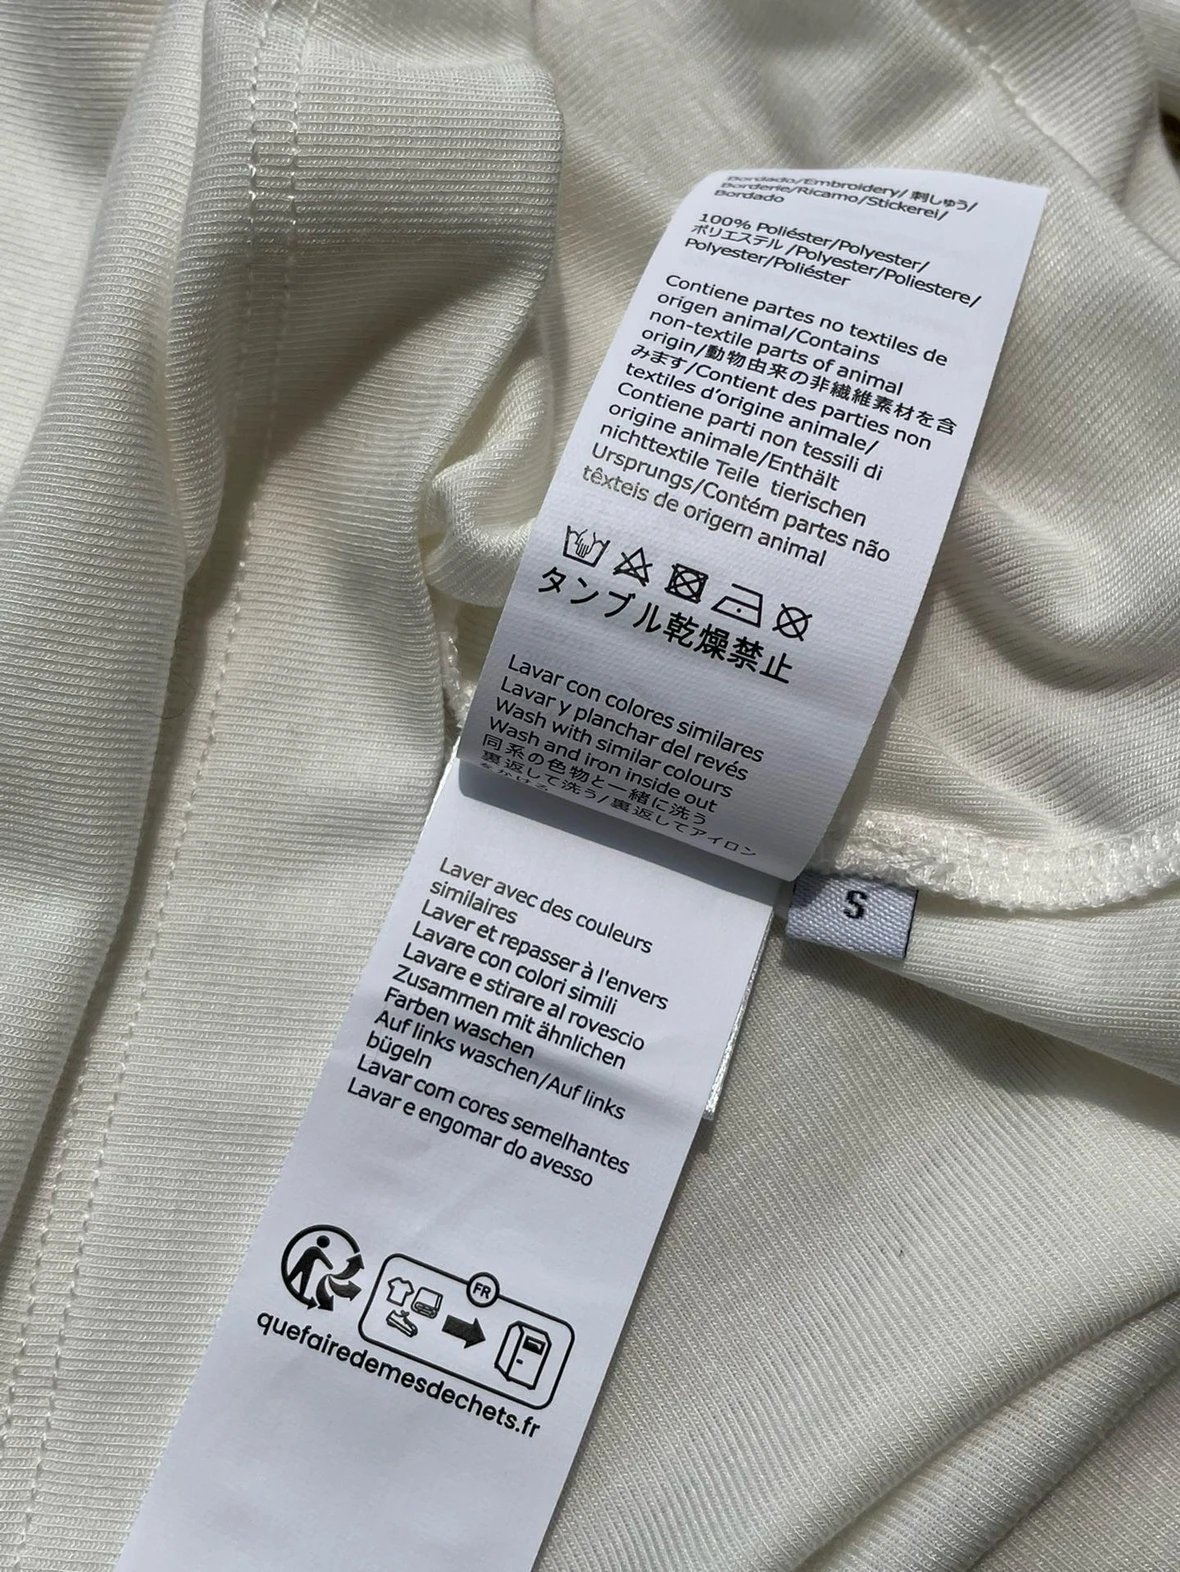 Bordado/Embroidery/ 刺しゅう/
Borderie/Ricamo/Stickerei/
Bordado
100% Poliéster/Polyester/
ポリエステル /Polyester/Poliestere/
Polyester/Poliéster
Contiene partes no textiles de
origen animal/Contains
non-textile parts of animal
origin/動物由来の非繊維素材を含
みます/Contient des parties non
textiles d'origine animale/
Contiene parti non tessili di
origine animale/Enthält
nichttextile Teile tierischen
Ursprungs/Contém partes não
têxteis de origem animal
タンブル乾燥禁止
Lavar con colores similares
Lavar y planchar del revés
Wash with similar colours
Wash and iron inside out
同系の色物と一緒に洗う
裏返して洗う/裏返してアイロン
をかける
S
Laver avec des couleurs
similaires
Laver et repasser à l'envers
Lavare con colori simili
Lavare e stirare al rovescio
Zusammen mit ähnlichen
Farben waschen
Auf links waschen/Auf links
bügeln
Lavar com cores semelhantes
Lavar e engomar do avesso
FR
quefairedemesdechets.fr